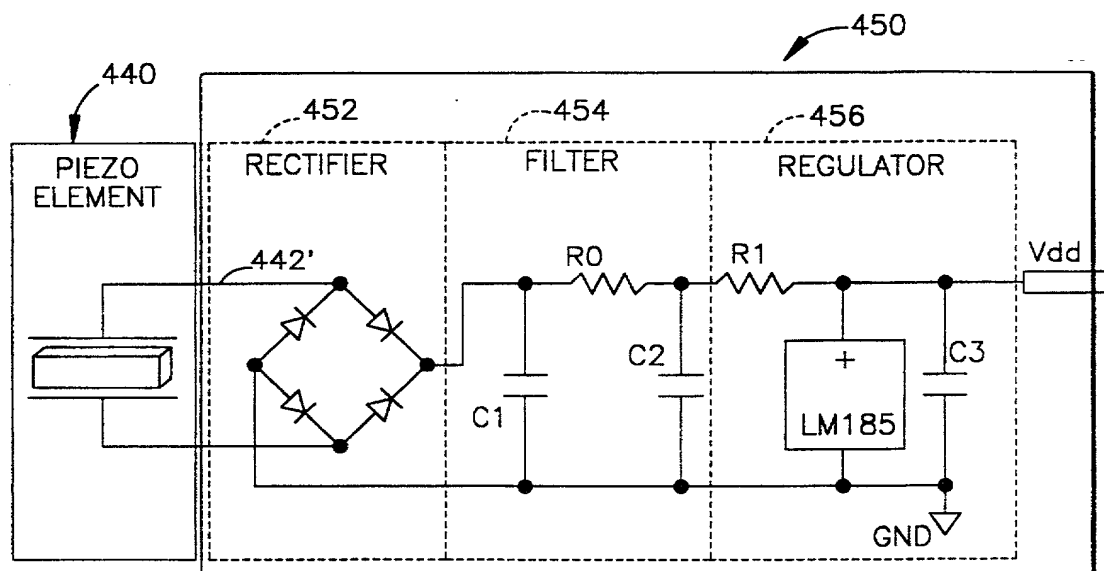 450
440
452
454
456
PIEZO
ELEMENT
RECTIFIER
FILTER
REGULATOR
442'
R0
R1
Vdd
C1
C2
+
LM185
C3
GND